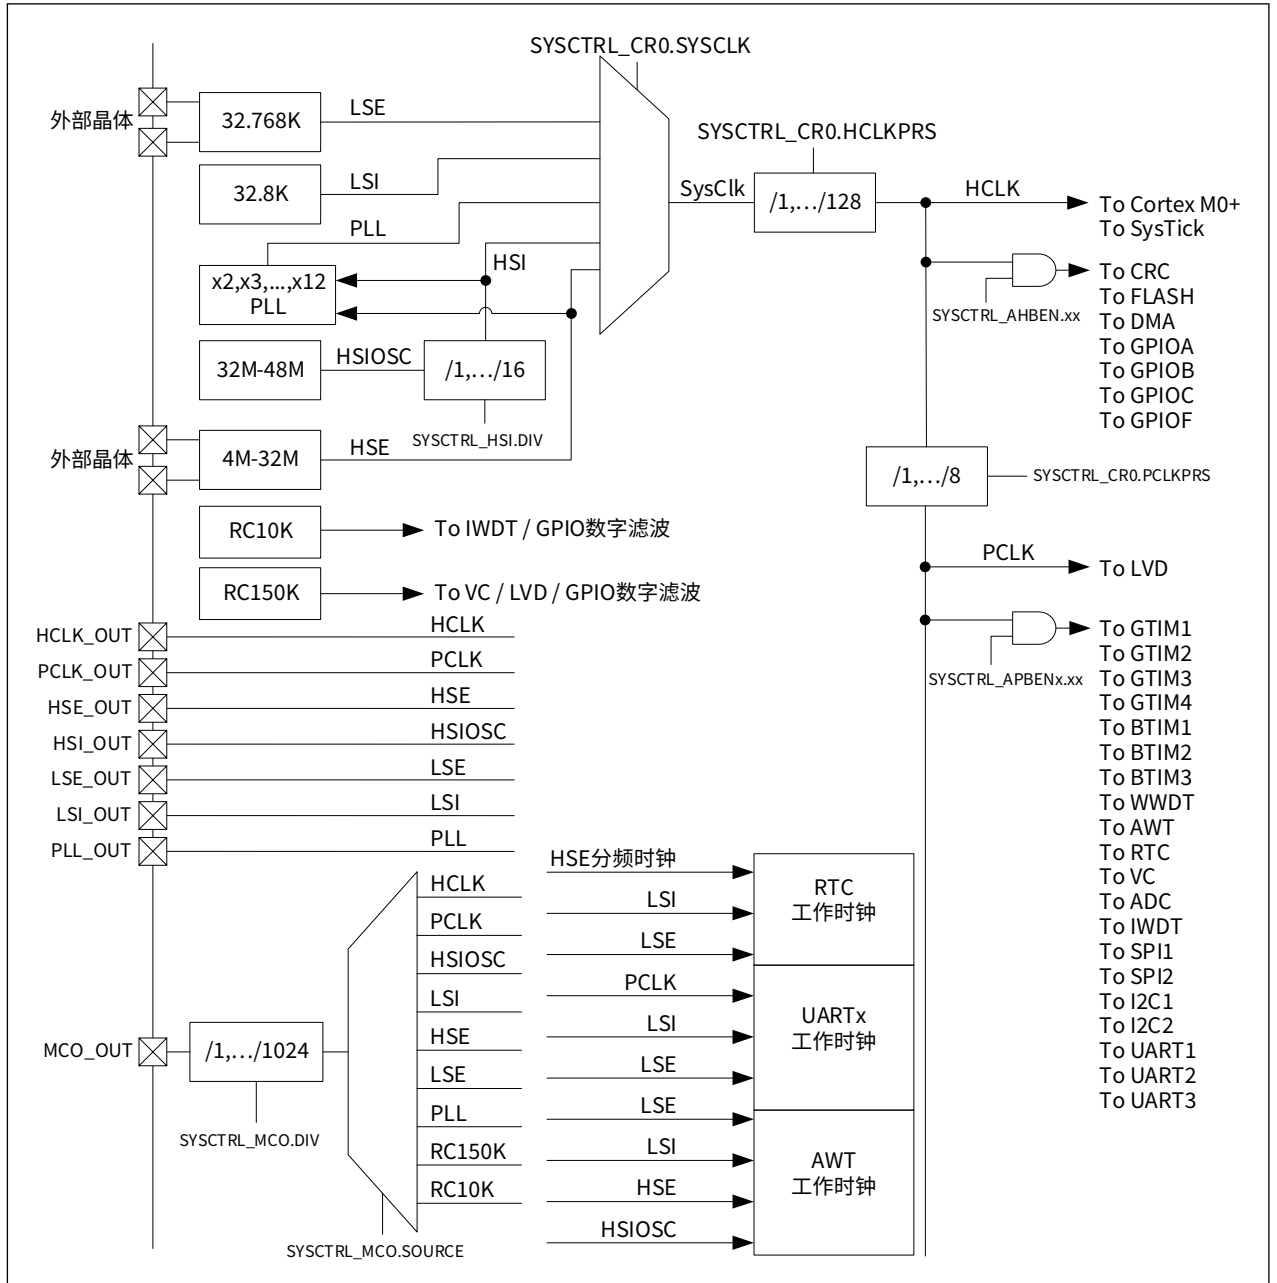 SYSCTRL_CR0.SYSCLK
外部晶体
32.768K
LSE
32.8K
LSI
PLL
x2,x3,...,x12
PLL
HSI
32M-48M
HSIOSC
/1,.../16
SYSCTRL_HSI.DIV
外部晶体
4M-32M
HSE
RC10K
To IWDT / GPIO数字滤波
RC150K
To VC / LVD / GPIO数字滤波
SysClk
SYSCTRL_CR0.HCLKPRS
/1,.../128
HCLK
To Cortex M0+
To SysTick
SYSCTRL_AHBEN.xx
To CRC
To FLASH
To DMA
To GPIOA
To GPIOB
To GPIOC
To GPIOF
/1,.../8
SYSCTRL_CR0.PCLKPRS
PCLK
To LVD
SYSCTRL_APBENx.xx
To GTIM1
To GTIM2
To GTIM3
To GTIM4
To BTIM1
To BTIM2
To BTIM3
To WWDT
To AWT
To RTC
To VC
To ADC
To IWDT
To SPI1
To SPI2
To I2C1
To I2C2
To UART1
To UART2
To UART3
HCLK_OUT
HCLK
PCLK_OUT
PCLK
HSE_OUT
HSE
HSI_OUT
HSIOSC
LSE_OUT
LSE
LSI_OUT
LSI
PLL_OUT
PLL
MCO_OUT
/1,.../1024
SYSCTRL_MCO.DIV
HCLK
PCLK
HSIOSC
LSI
HSE
LSE
PLL
RC150K
RC10K
SYSCTRL_MCO.SOURCE
HSE分频时钟
LSI
LSE
RTC
工作时钟
PCLK
LSI
LSE
UARTx
工作时钟
LSE
LSI
HSE
HSIOSC
AWT
工作时钟